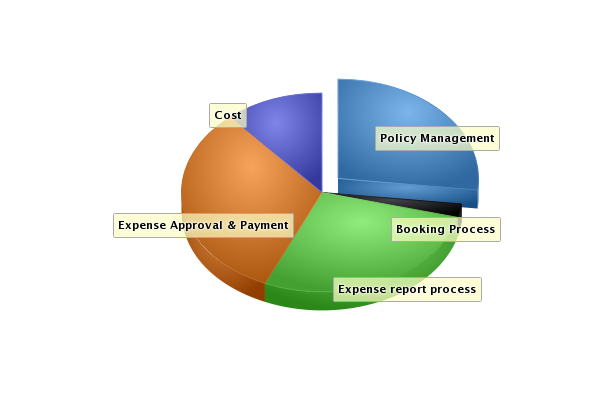 Cost
Policy Management
Expense Approval & Payment
Booking Process
Expense report process